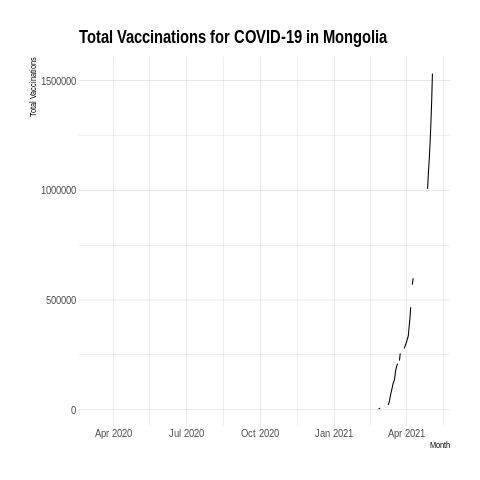 Total Vaccinations for COVID-19 in Mongolia
Total Vaccinations
1500000
1000000
500000
0
Apr 2020 Jul 2020 Oct 2020 Jan 2021 Apr 2021
Month